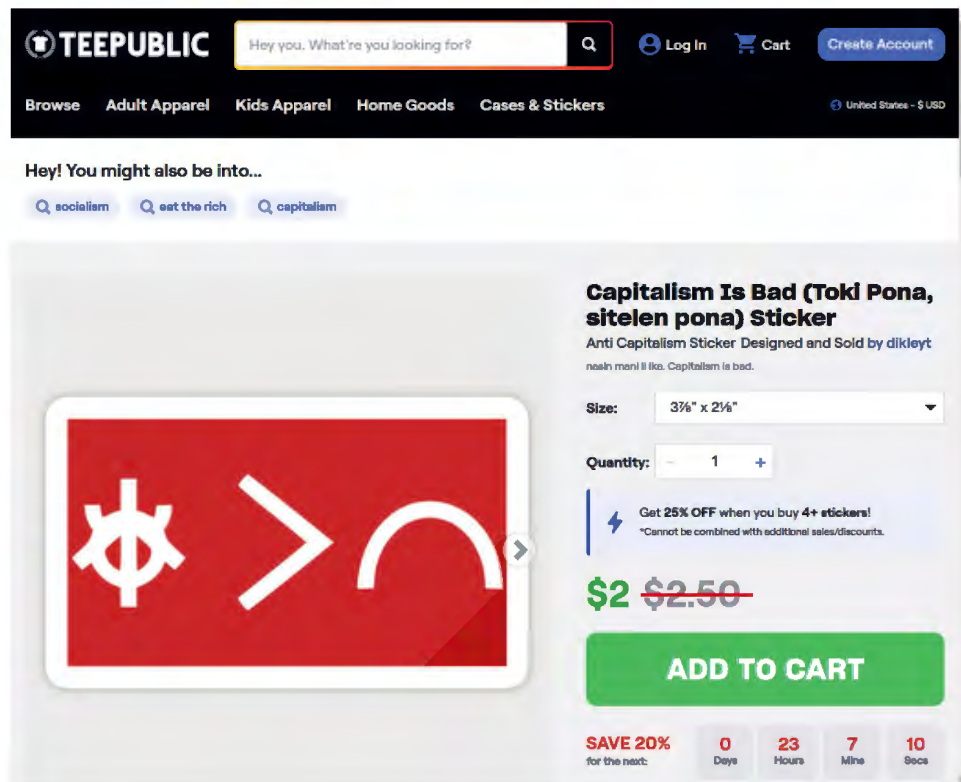 TEEPUBLIC
Hey you. What're you looking for?
Log In
Cart
Create Account
Browse
Adult Apparel
Kids Apparel
Home Goods
Cases & Stickers
United States - $ USD
Hey! You might also be into...
socialism
eat the rich
capitalism
Capitalism Is Bad (Toki Pona,
sitelen pona) Sticker
Anti Capitalism Sticker Designed and Sold by dikleyt
nasin mani li ike. Capitalism is bad.
Size:
3⅞" x 2⅛"
Quantity:
- 1 +
Get 25% OFF when you buy 4+ stickers!
*Cannot be combined with additional sales/discounts.
$2 $2.50
ADD TO CART
SAVE 20%
for the next:
0
Days
23
Hours
7
Mins
10
Secs